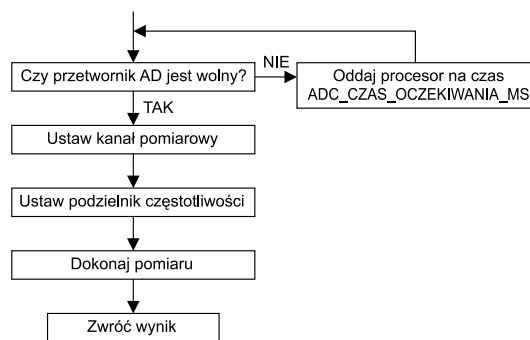 Czy przetwornik AD jest wolny?
NIE
Oddaj procesor na czas
ADC_CZAS_OCZEKIWANIA_MS
TAK
Ustaw kanał pomiarowy
Ustaw podzielnik częstotliwości
Dokonaj pomiaru
Zwróć wynik